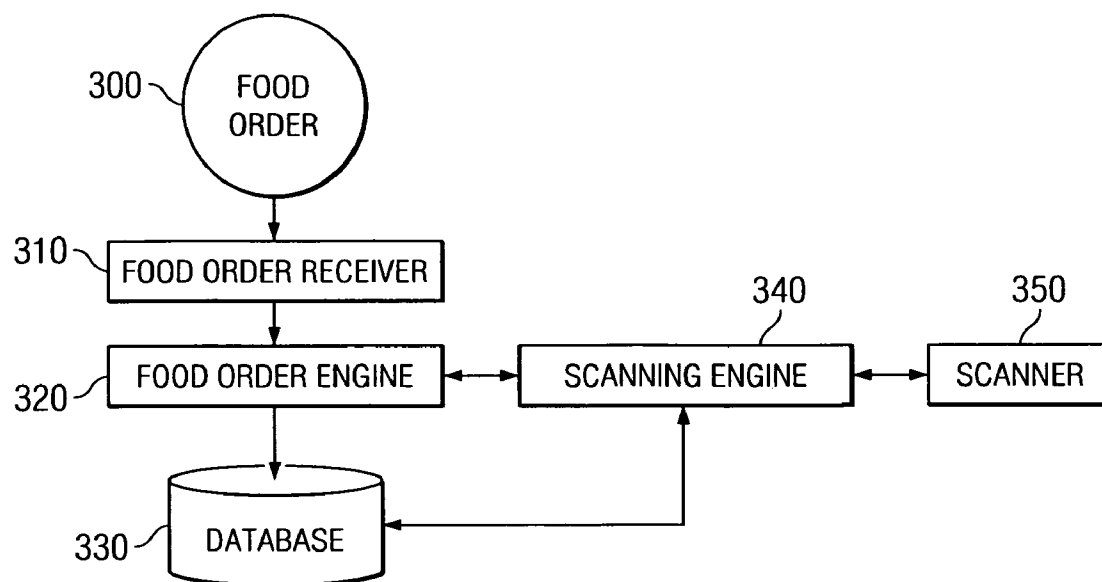 300
FOOD
ORDER
310
FOOD ORDER RECEIVER
340
350
320
FOOD ORDER ENGINE
SCANNING ENGINE
SCANNER
330
DATABASE